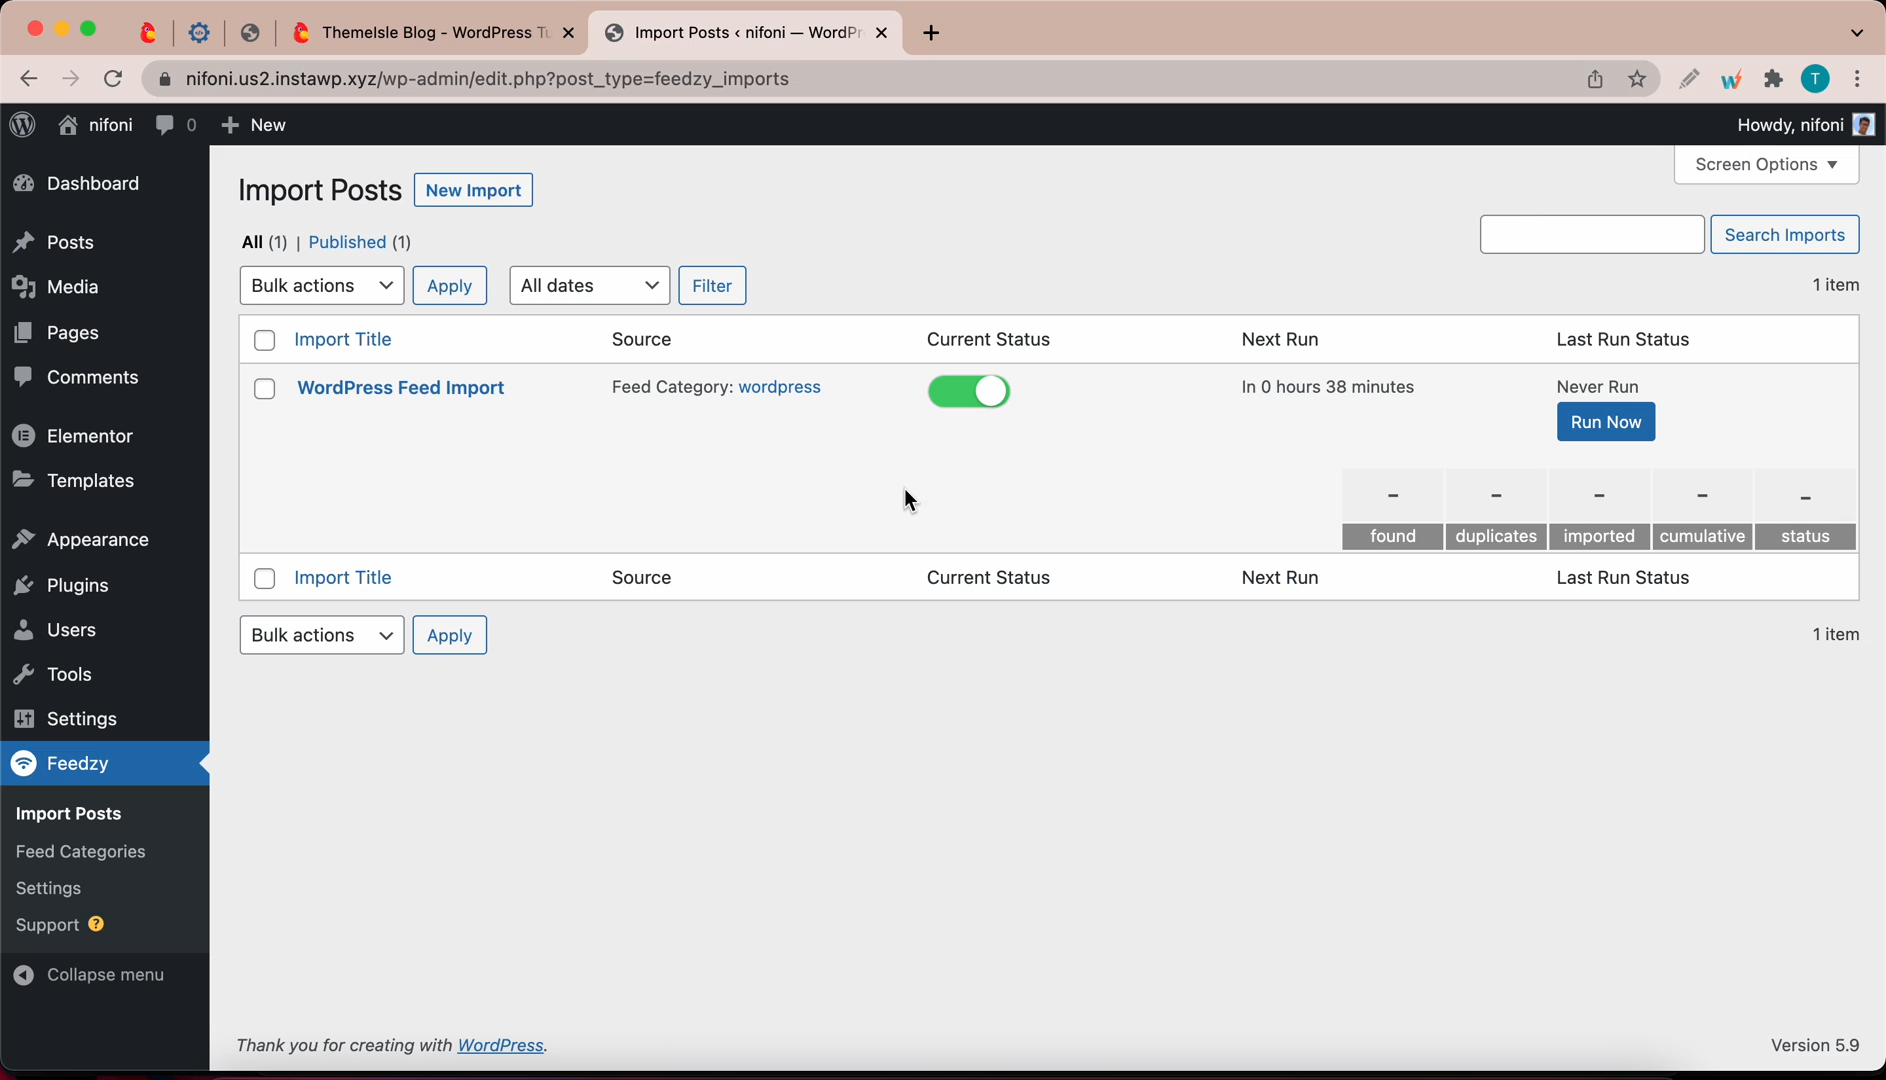 ThemeIsle Blog - WordPress Tu
Import Posts ‹ nifoni — WordPr
nifoni.us2.instawp.xyz/wp-admin/edit.php?post_type=feedzy_imports
T
nifoni
0
New
Howdy, nifoni
Dashboard
Posts
Media
Pages
Comments
Elementor
Templates
Appearance
Plugins
Users
Tools
Settings
Feedzy
Import Posts
Feed Categories
Settings
Support ?
Collapse menu
Screen Options ▼
Import Posts
New Import
All (1) | Published (1)
Search Imports
Bulk actions
Apply
All dates
Filter
1 item
Import Title Source Current Status Next Run Last Run Status
WordPress Feed Import Feed Category: wordpress In 0 hours 38 minutes Never Run
Run Now
– – – – –
found duplicates imported cumulative status
Import Title Source Current Status Next Run Last Run Status
Bulk actions
Apply
1 item
Thank you for creating with WordPress.
Version 5.9